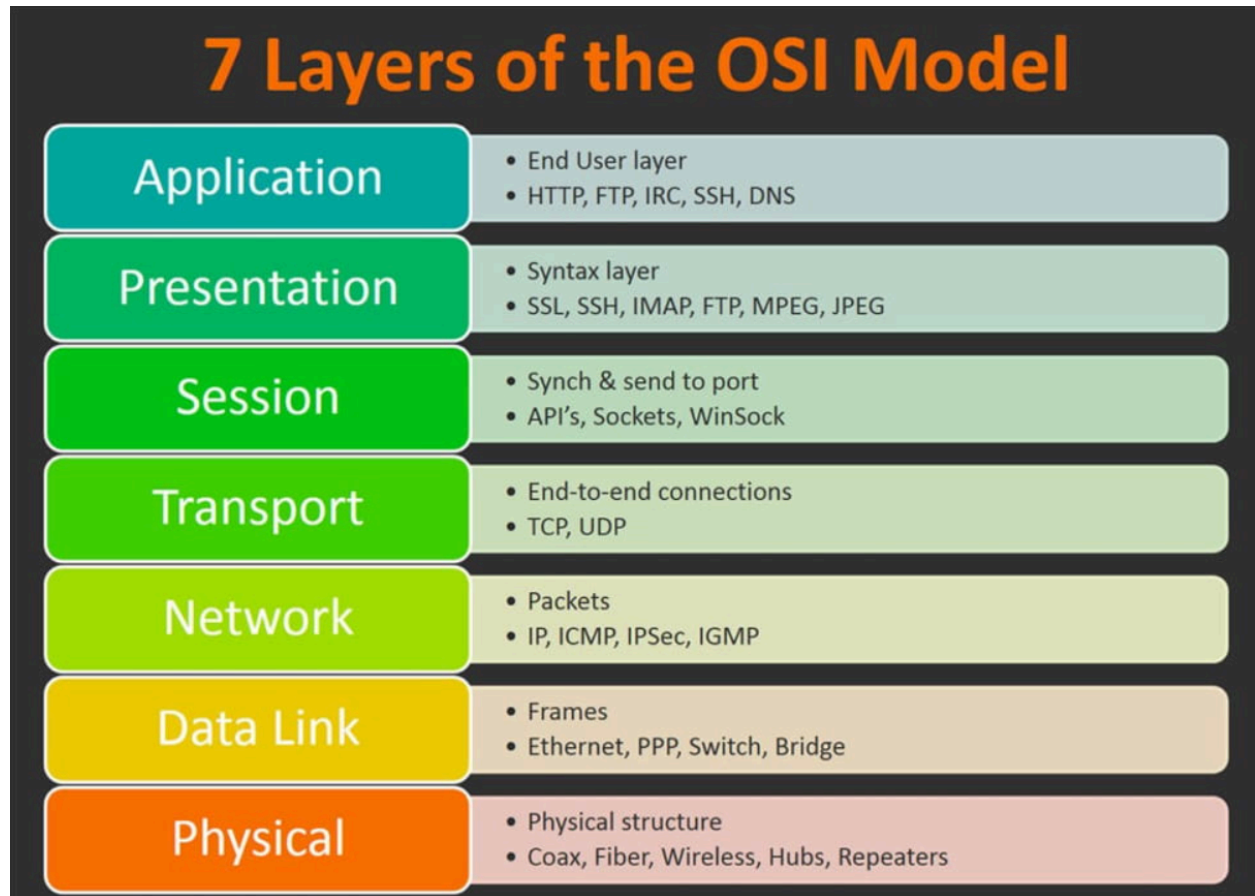 7 Layers of the OSI Model
Application
• End User layer
• HTTP, FTP, IRC, SSH, DNS
Presentation
• Syntax layer
• SSL, SSH, IMAP, FTP, MPEG, JPEG
Session
• Synch & send to port
• API's, Sockets, WinSock
Transport
• End-to-end connections
• TCP, UDP
Network
• Packets
• IP, ICMP, IPSec, IGMP
Data Link
• Frames
• Ethernet, PPP, Switch, Bridge
Physical
• Physical structure
• Coax, Fiber, Wireless, Hubs, Repeaters